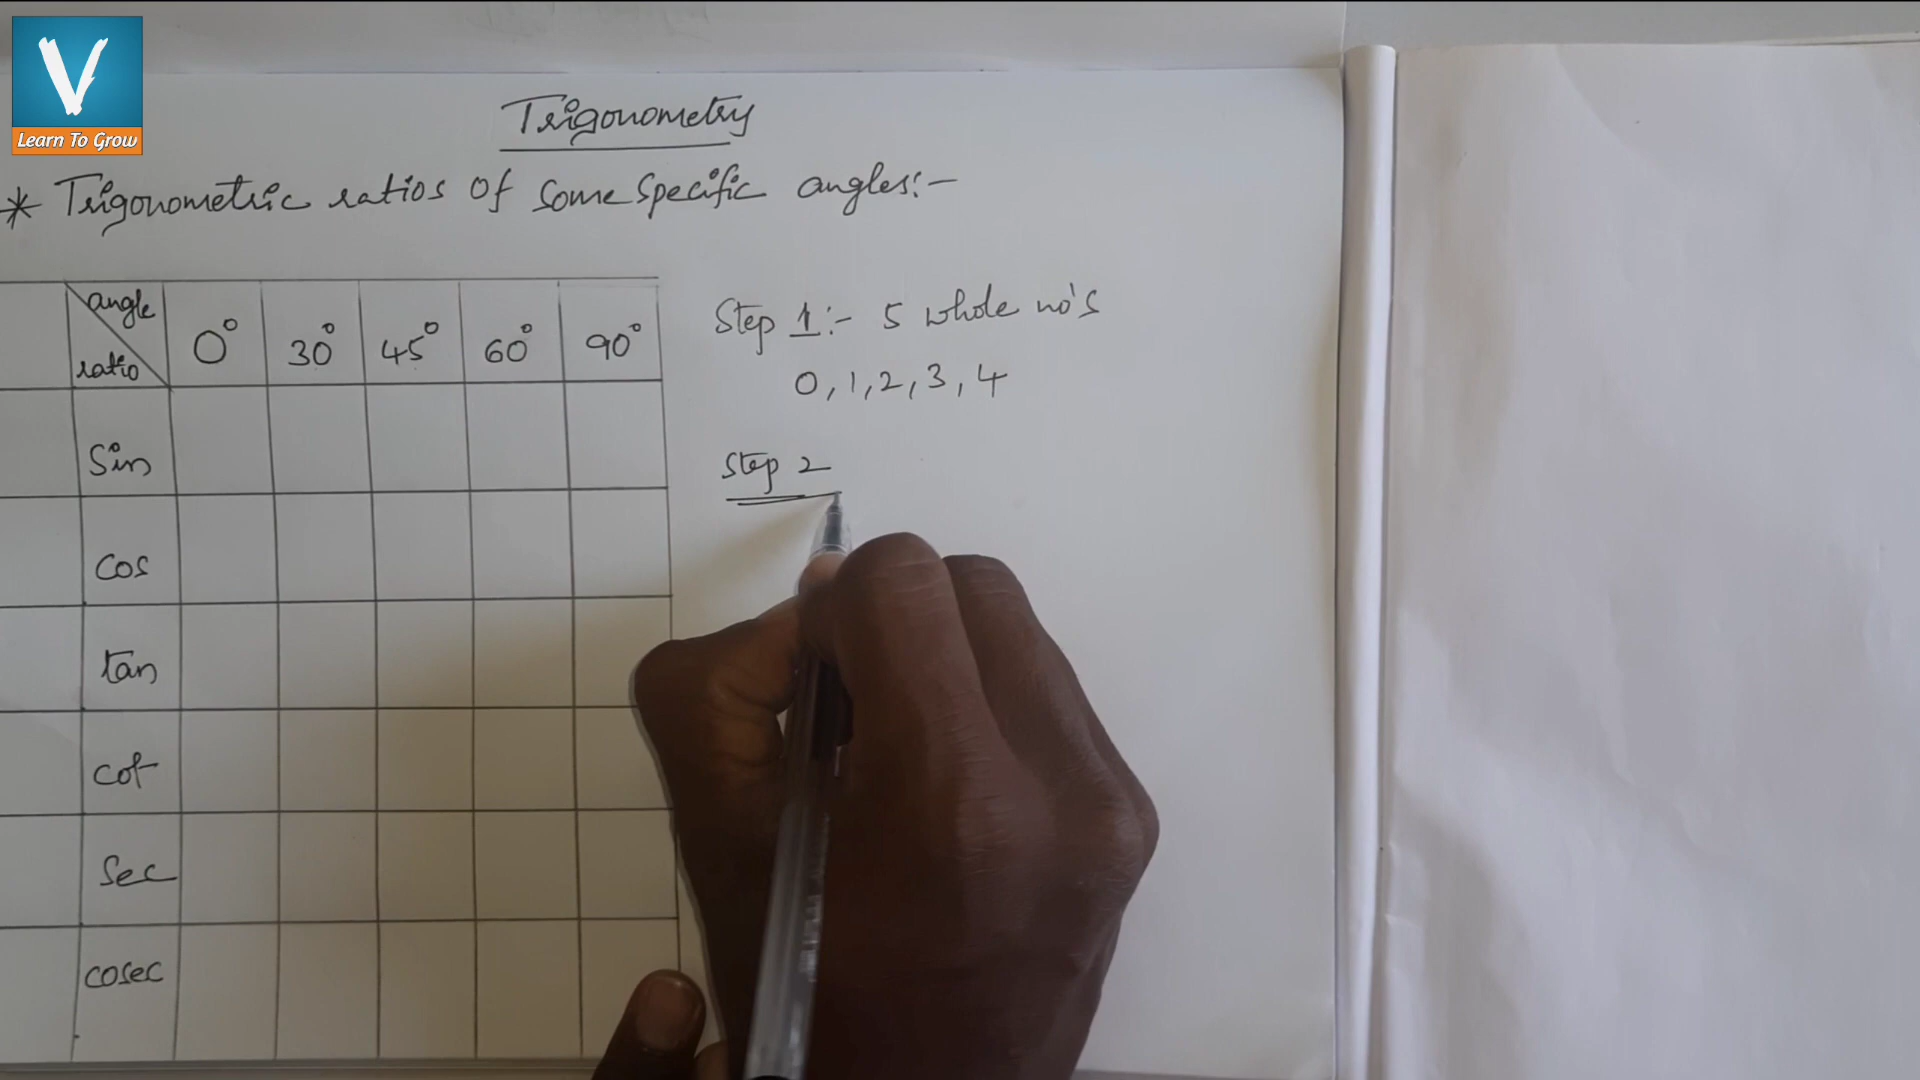 V
Learn To Grow
Trigonometry
* Trigonometric ratios of some specific angles:-
angle
ratio
0° 30° 45° 60° 90°
Step 1:- 5 whole no's
0, 1, 2, 3, 4
Step 2
Sin
Cos
tan
cot
Sec
cosec